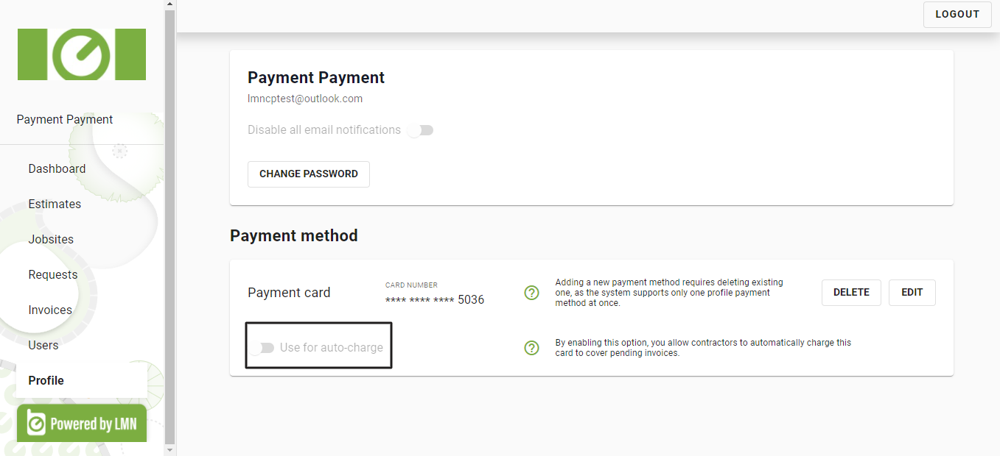 LOGOUT
Payment Payment
Dashboard
Estimates
Jobsites
Requests
Invoices
Users
Profile
Powered by LMN
Payment Payment
lmncptest@outlook.com
Disable all email notifications
CHANGE PASSWORD
Payment method
Payment card
CARD NUMBER
**** **** **** 5036
Adding a new payment method requires deleting existing
one, as the system supports only one profile payment
method at once.
DELETE
EDIT
Use for auto-charge
By enabling this option, you allow contractors to automatically charge this
card to cover pending invoices.